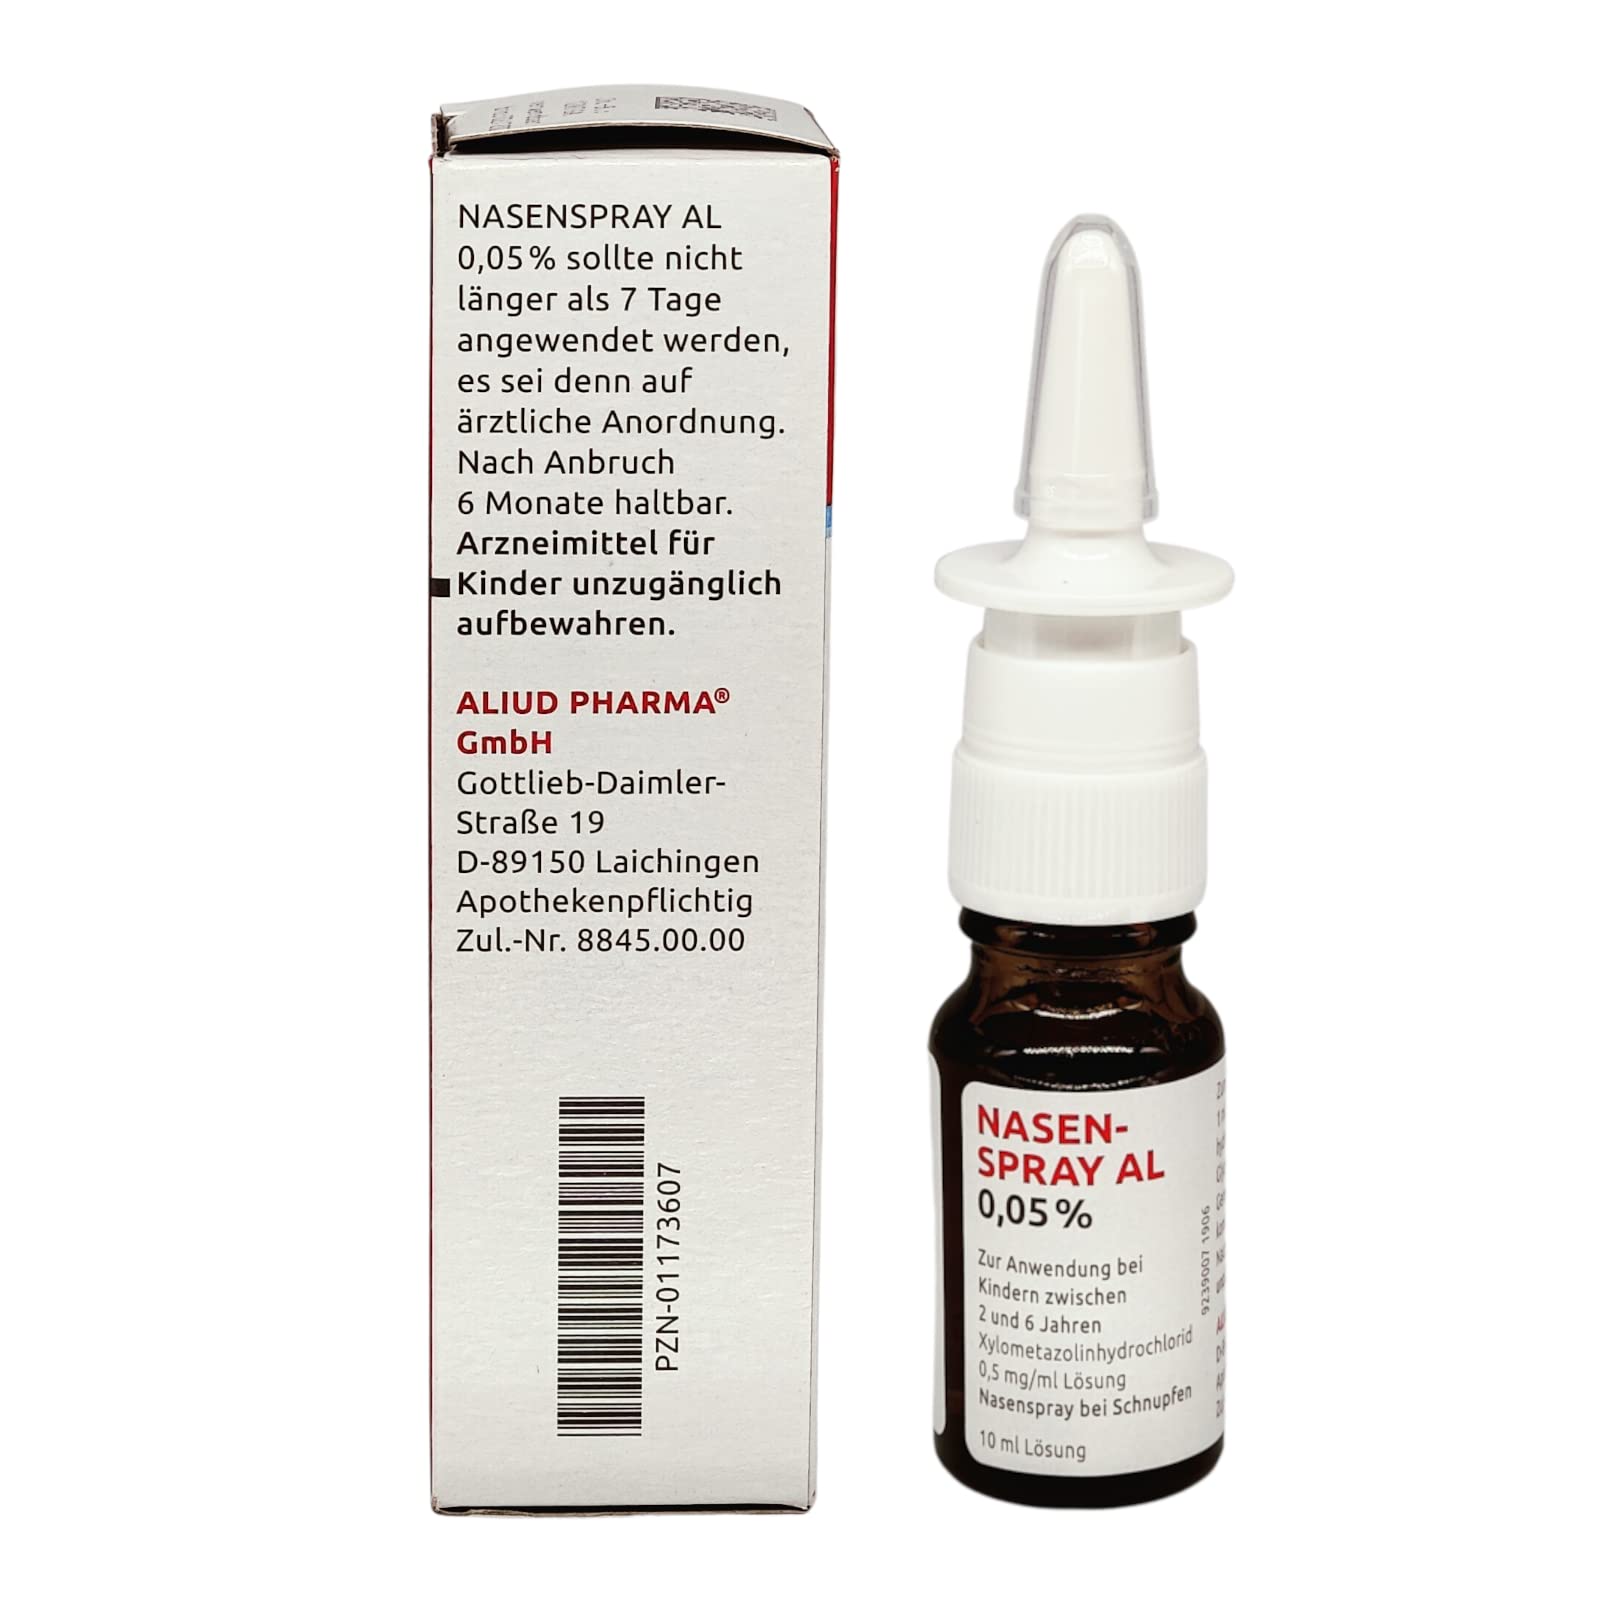 NASENSPRAY AL
0,05% sollte nicht
länger als 7 Tage
angewendet werden,
es sei denn auf
ärztliche Anordnung.
Nach Anbruch
6 Monate haltbar.
Arzneimittel für
Kinder unzugänglich
aufbewahren.
ALIUD PHARMA®
GmbH
Gottlieb-Daimler-
Straße 19
D-89150 Laichingen
Apothekenpflichtig
Zul.-Nr. 8845.00.00
PZN-01173607
NASEN-
SPRAY AL
0,05%
Zur Anwendung bei
Kindern zwischen
2 und 6 Jahren
Xylometazolinhydrochlorid
0,5 mg/ml Lösung
Nasenspray bei Schnupfen
10 ml Lösung
9239007 1906